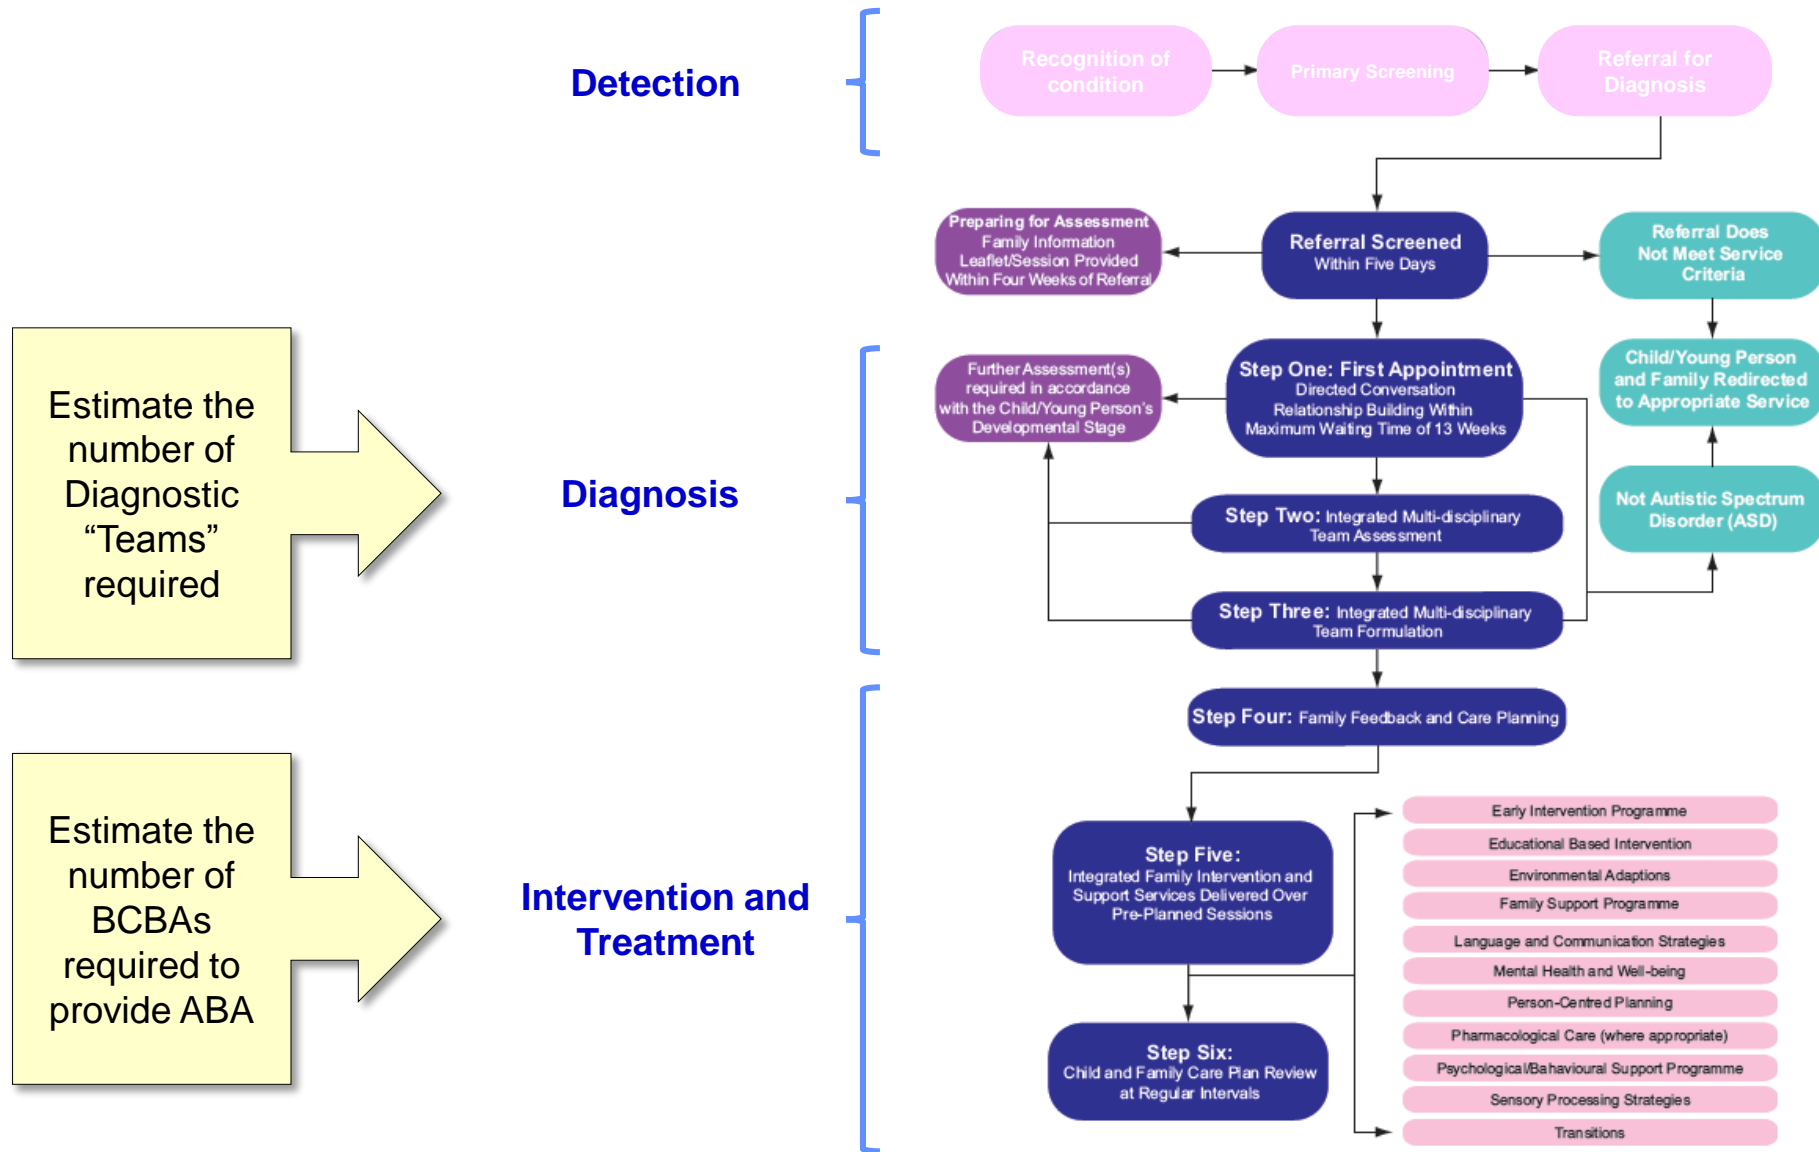 Detection
Recognition of
condition
Primary Screening
Referral for
Diagnosis
Preparing for Assessment
Family Information
Leaflet/Session Provided
Within Four Weeks of Referral
Referral Screened
Within Five Days
Referral Does
Not Meet Service
Criteria
Estimate the
number of
Diagnostic
“Teams”
required
Diagnosis
Further Assessment(s)
required in accordance
with the Child/Young Person's
Developmental Stage
Step One: First Appointment
Directed Conversation
Relationship Building Within
Maximum Waiting Time of 13 Weeks
Child/Young Person
and Family Redirected
to Appropriate Service
Step Two: Integrated Multi-disciplinary
Team Assessment
Not Autistic Spectrum
Disorder (ASD)
Step Three: Integrated Multi-disciplinary
Team Formulation
Step Four: Family Feedback and Care Planning
Estimate the
number of
BCBAs
required to
provide ABA
Intervention and
Treatment
Step Five:
Integrated Family Intervention and
Support Services Delivered Over
Pre-Planned Sessions
Step Six:
Child and Family Care Plan Review
at Regular Intervals
Early Intervention Programme
Educational Based Intervention
Environmental Adaptions
Family Support Programme
Language and Communication Strategies
Mental Health and Well-being
Person-Centred Planning
Pharmacological Care (where appropriate)
Psychological/Bahavioural Support Programme
Sensory Processing Strategies
Transitions